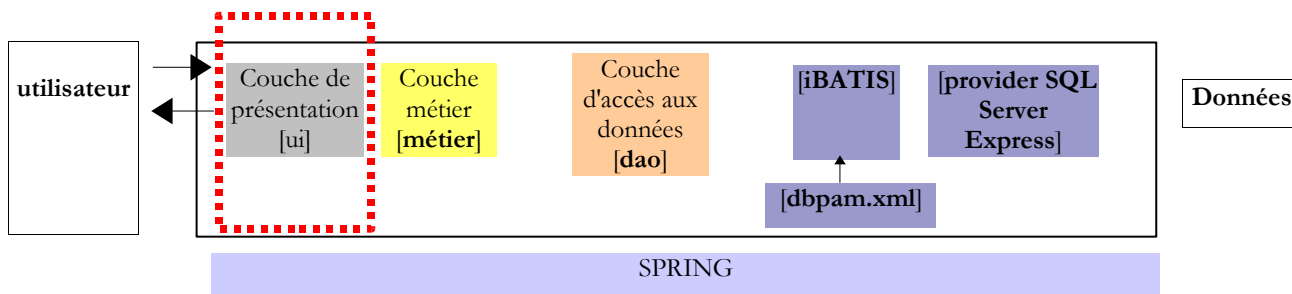 utilisateur
Couche de
présentation
[ui]
Couche
métier
[métier]
Couche
d'accès aux
données
[dao]
[iBATIS]
[provider SQL
Server
Express]
[dbpam.xml]
Données
SPRING